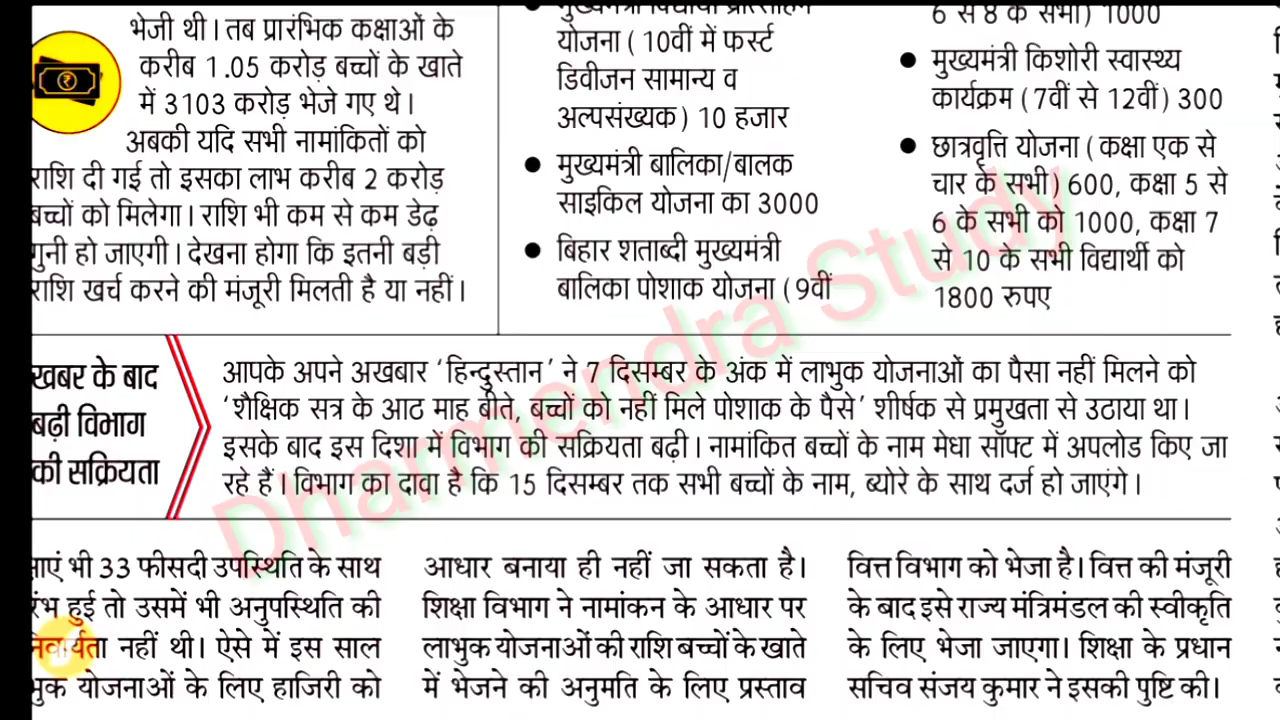 भेजी थी। तब प्रारंभिक कक्षाओं के
करीब 1.05 करोड़ बच्चों के खाते
में 3103 करोड़ भेजे गए थे।
अबकी यदि सभी नामांकितों को
राशि दी गई तो इसका लाभ करीब 2 करोड़
बच्चों को मिलेगा। राशि भी कम से कम डेढ़
गुनी हो जाएगी। देखना होगा कि इतनी बड़ी
राशि खर्च करने की मंजूरी मिलती है या नहीं।
योजना ( 10वीं में फर्स्ट
डिवीजन सामान्य व
अल्पसंख्यक) 10 हजार
● मुख्यमंत्री बालिका/बालक
साइकिल योजना का 3000
● बिहार शताब्दी मुख्यमंत्री
बालिका पोशाक योजना ( 9वीं
6 से 8 के सभी) 1000
● मुख्यमंत्री किशोरी स्वास्थ्य
कार्यक्रम ( 7वीं से 12वीं) 300
● छात्रवृत्ति योजना ( कक्षा एक से
चार के सभी) 600, कक्षा 5 से
6 के सभी को 1000, कक्षा 7
से 10 के सभी विद्यार्थी को
1800 रुपए
खबर के बाद
बढ़ी विभाग
की सक्रियता
आपके अपने अखबार ‘हिन्दुस्तान’ ने 7 दिसम्बर के अंक में लाभुक योजनाओं का पैसा नहीं मिलने को
‘शैक्षिक सत्र के आठ माह बीते, बच्चों को नहीं मिले पोशाक के पैसे’ शीर्षक से प्रमुखता से उठाया था।
इसके बाद इस दिशा में विभाग की सक्रियता बढ़ी। नामांकित बच्चों के नाम मेधा सॉफ्ट में अपलोड किए जा
रहे हैं। विभाग का दावा है कि 15 दिसम्बर तक सभी बच्चों के नाम, ब्योरे के साथ दर्ज हो जाएंगे।
Dharmendra Study
भी 33 फीसदी उपस्थिति के साथ
हुई तो उसमें भी अनुपस्थिति की
नहीं थी। ऐसे में इस साल
योजनाओं के लिए हाजिरी को
आधार बनाया ही नहीं जा सकता है।
शिक्षा विभाग ने नामांकन के आधार पर
लाभुक योजनाओं की राशि बच्चों के खाते
में भेजने की अनुमति के लिए प्रस्ताव
वित्त विभाग को भेजा है। वित्त की मंजूरी
के बाद इसे राज्य मंत्रिमंडल की स्वीकृति
के लिए भेजा जाएगा। शिक्षा के प्रधान
सचिव संजय कुमार ने इसकी पुष्टि की।